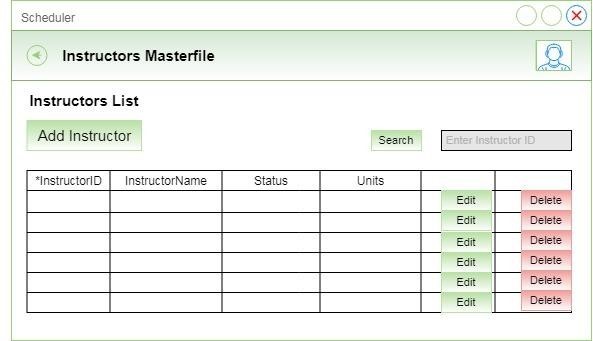 Scheduler
Instructors Masterfile
Instructors List
Add Instructor
Search Enter Instructor ID
*InstructorID InstructorName Status Units
Edit Delete
Edit Delete
Edit Delete
Edit Delete
Edit Delete
Edit Delete